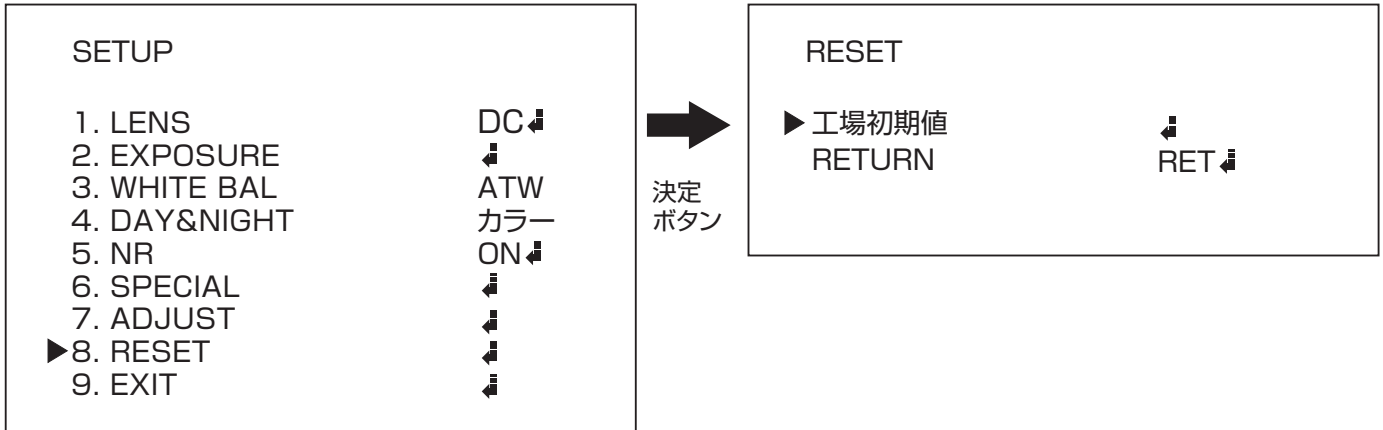 SETUP
1. LENS DC
2. EXPOSURE
3. WHITE BAL ATW
4. DAY&NIGHT カラー
5. NR ON
6. SPECIAL
7. ADJUST
▶8. RESET
9. EXIT
決定
ボタン
RESET
▶工場初期値
RETURN RET